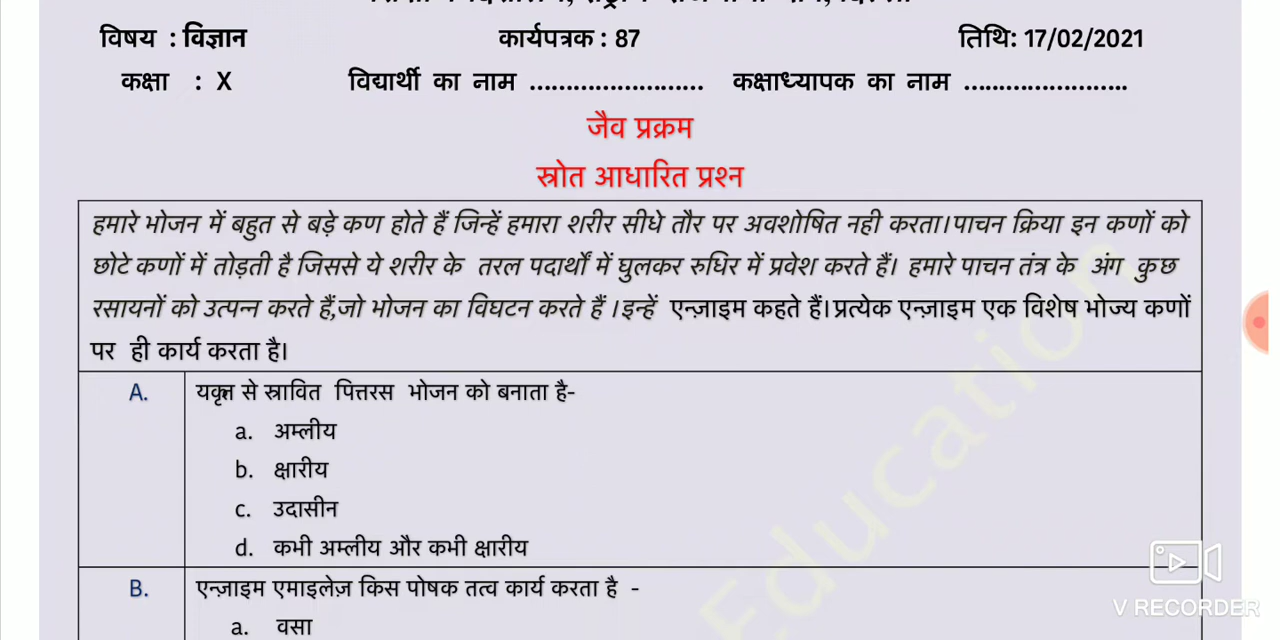 विषय : विज्ञान कार्यपत्रक : 87 तिथि: 17/02/2021
कक्षा : X विद्यार्थी का नाम ........................ कक्षाध्यापक का नाम .......................
जैव प्रक्रम
स्रोत आधारित प्रश्न
हमारे भोजन में बहुत से बड़े कण होते हैं जिन्हें हमारा शरीर सीधे तौर पर अवशोषित नही करता।पाचन क्रिया इन कणों को
छोटे कणों में तोड़ती है जिससे ये शरीर के तरल पदार्थों में घुलकर रुधिर में प्रवेश करते हैं। हमारे पाचन तंत्र के अंग कुछ
रसायनों को उत्पन्न करते हैं,जो भोजन का विघटन करते हैं ।इन्हें एन्ज़ाइम कहते हैं।प्रत्येक एन्ज़ाइम एक विशेष भोज्य कणों
पर ही कार्य करता है।
A. यकृत से स्रावित पित्तरस भोजन को बनाता है-
a. अम्लीय
b. क्षारीय
c. उदासीन
d. कभी अम्लीय और कभी क्षारीय
B. एन्ज़ाइम एमाइलेज़ किस पोषक तत्व कार्य करता है -
a. वसा
Education
V RECORDER